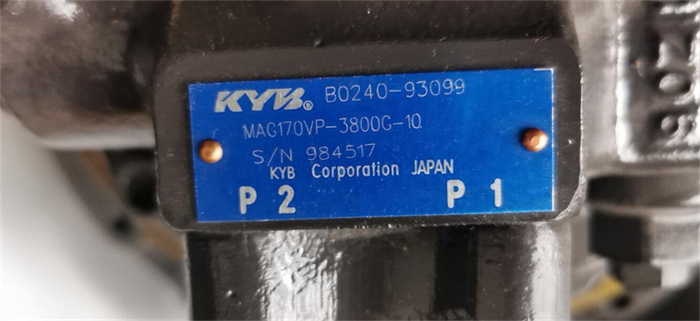 KYB® B0240-93099
MAG170VP-3800G-10
S/N 984517
KYB Corporation JAPAN
P 2 P 1